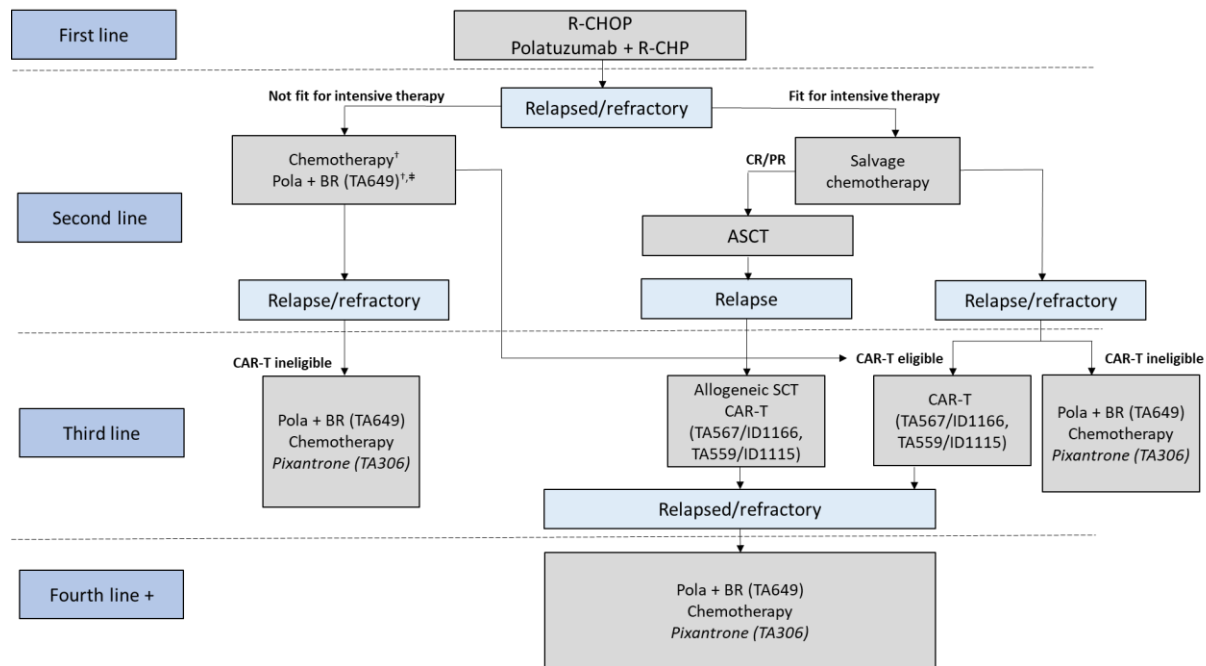 First line
R-CHOP
Polatuzumab + R-CHP
Not fit for intensive therapy
Relapsed/refractory
Fit for intensive therapy
Second line
Chemotherapy†
Pola + BR (TA649)†,‡
CR/PR
Salvage
chemotherapy
ASCT
Relapse/refractory
Relapse
Relapse/refractory
Third line
CAR-T ineligible
Pola + BR (TA649)
Chemotherapy
Pixantrone (TA306)
Allogeneic SCT
CAR-T
(TA567/ID1166,
TA559/ID1115)
CAR-T eligible
CAR-T
(TA567/ID1166,
TA559/ID1115)
CAR-T ineligible
Pola + BR (TA649)
Chemotherapy
Pixantrone (TA306)
Relapsed/refractory
Fourth line +
Pola + BR (TA649)
Chemotherapy
Pixantrone (TA306)